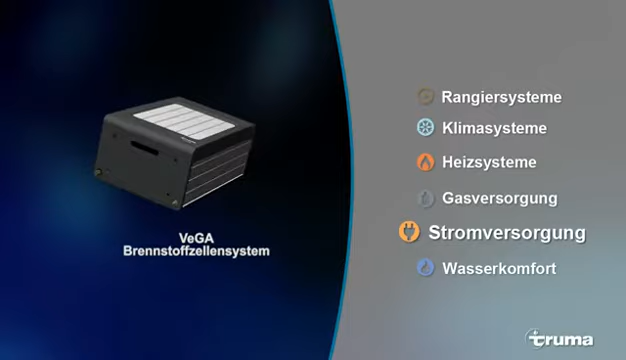 VeGA
Brennstoffzellensystem
Rangiersysteme
Klimasysteme
Heizsysteme
Gasversorgung
Stromversorgung
Wasserkomfort
truma